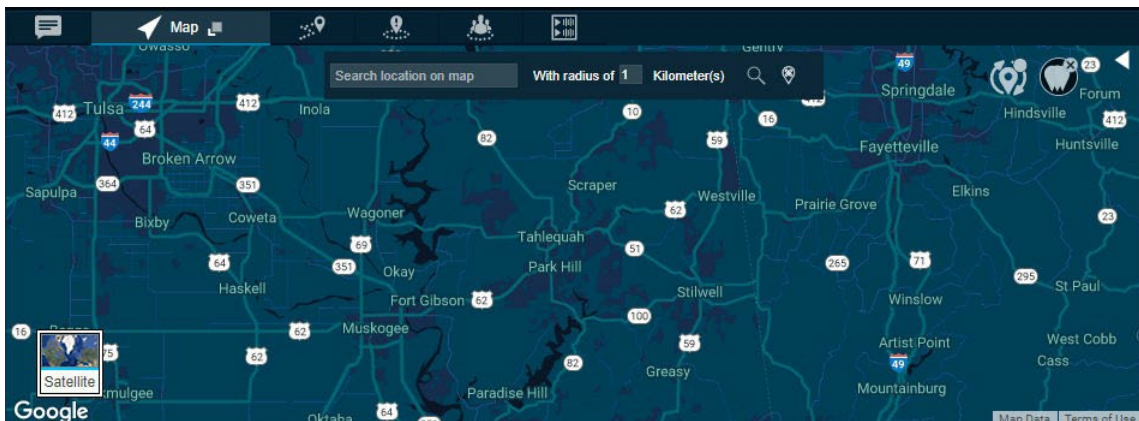 Map
Owasso
Gentry
Search location on map
With radius of 1 Kilometer(s)
49
Springdale
23
Forum
412
Tulsa
244
412
Inola
10
16
Hindsville
412
64
82
59
44
Fayetteville
Huntsville
Broken Arrow
364
351
Scraper
Westville
Elkins
Sapulpa
Bixby
Coweta
Wagoner
62
Prairie Grove
23
Tahlequah
69
51
64
351
Okay
Park Hill
265
71
295
Haskell
Fort Gibson
62
Stilwell
Winslow
St Paul
100
16
62
Muskogee
59
Artist Point
West Cobb
75
62
82
49
Cass
Satellite
Greasy
Mountainburg
Paradise Hill
Google
64
Oktaha
Map Data
Terms of Use